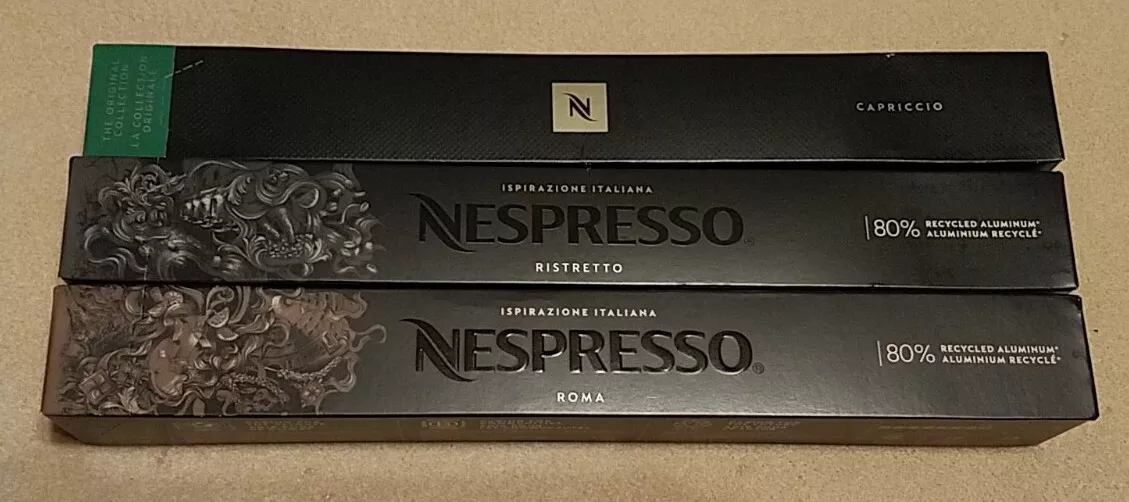 THE ORIGINAL
COLLECTION
LA COLLECTION
ORIGINALE
N
CAPRICCIO
ISPIRAZIONE ITALIANA
NESPRESSO®
RISTRETTO
80% RECYCLED ALUMINUM*
ALUMINIUM RECYCLÉ*
ISPIRAZIONE ITALIANA
NESPRESSO®
ROMA
80% RECYCLED ALUMINUM*
ALUMINIUM RECYCLÉ*